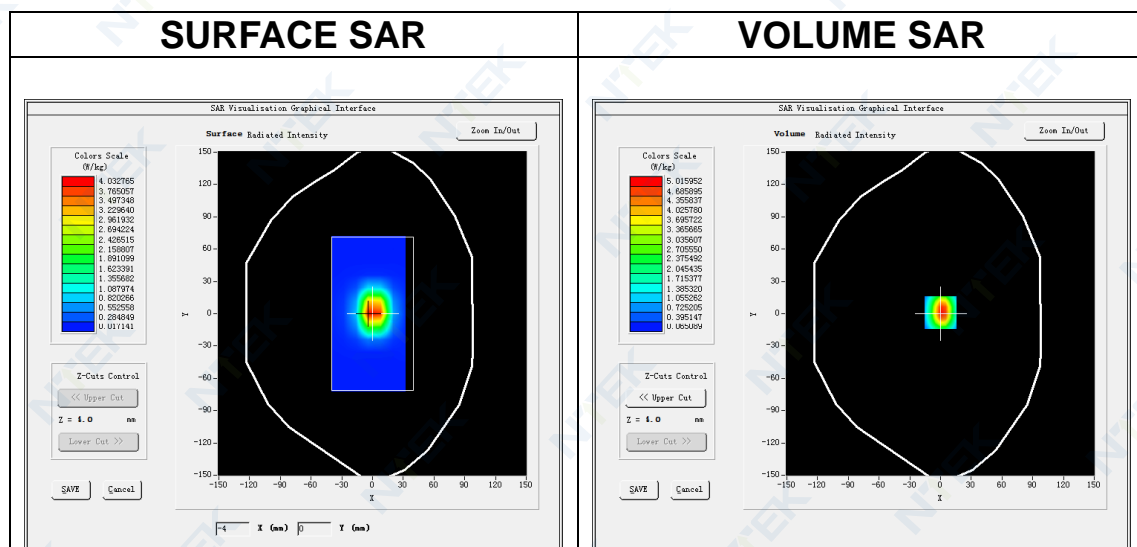 SURFACE SAR
SAR Visualisation Graphical Interface
Surface Radiated Intensity
Zoom In/Out
Colors Scale
(W/kg)
4.032765
3.765057
3.497348
3.229640
2.961932
2.694224
2.426515
2.158807
1.891099
1.623391
1.355682
1.087974
0.820266
0.552558
0.284849
0.017141
Z-Cuts Control
<< Upper Cut
Z = 4.0 mm
Lower Cut >>
SAVE Cancel
150
120
90
60
30
0
-30
-60
-90
-120
-150
Y
-150 -120 -90 -60 -30 0 30 60 90 120 150
X
-4 X (mm) 0 Y (mm)
VOLUME SAR
SAR Visualisation Graphical Interface
Volume Radiated Intensity
Zoom In/Out
Colors Scale
(W/kg)
5.015952
4.685895
4.355837
4.025780
3.695722
3.365665
3.035607
2.705550
2.375492
2.045435
1.715377
1.385320
1.055262
0.725205
0.395147
0.065089
Z-Cuts Control
<< Upper Cut
Z = 4.0 mm
Lower Cut >>
SAVE Cancel
150
120
90
60
30
0
-30
-60
-90
-120
-150
Y
-150 -120 -90 -60 -30 0 30 60 90 120 150
X
NTEK